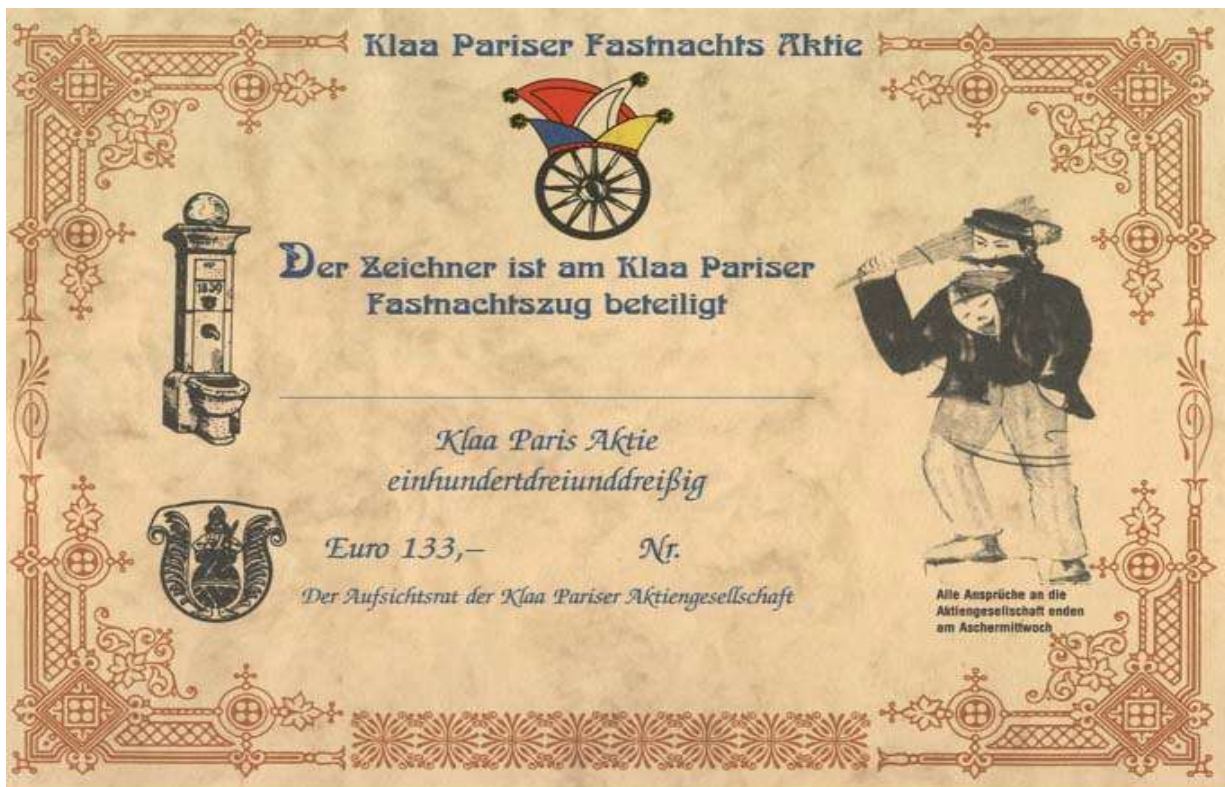 Klaa Pariser Fastnachts Aktie
Der Zeichner ist am Klaa Pariser
Fastnachtszug beteiligt
1830
Klaa Paris Aktie
einhundertdreiunddreißig
Euro 133,– Nr.
Der Aufsichtsrat der Klaa Pariser Aktiengesellschaft
Alle Ansprüche an die
Aktiengesellschaft enden
am Aschermittwoch